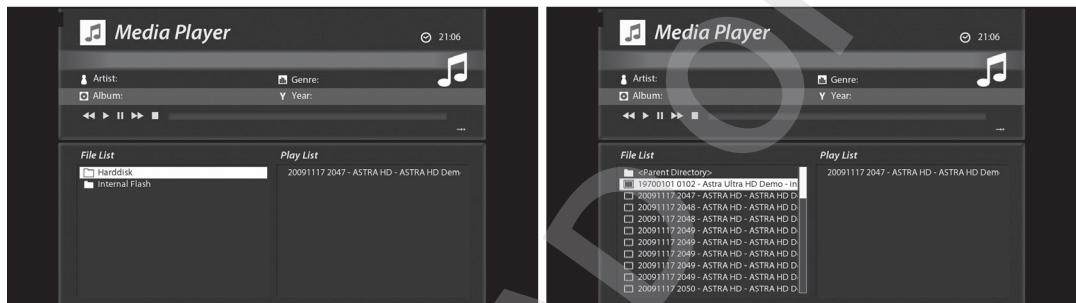 Media Player
21:06
Artist:
Genre:
Album:
Year:
File List
Play List
Harddisk
Internal Flash
20091117 2047 - ASTRA HD - ASTRA HD Dem
Media Player
21:06
Artist:
Genre:
Album:
Year:
File List
Play List
<Parent Directory>
19700101 0102 - Astra Ultra HD Demo - in
20091117 2047 - ASTRA HD - ASTRA HD D
20091117 2048 - ASTRA HD - ASTRA HD D
20091117 2048 - ASTRA HD - ASTRA HD D
20091117 2049 - ASTRA HD - ASTRA HD D
20091117 2049 - ASTRA HD - ASTRA HD D
20091117 2049 - ASTRA HD - ASTRA HD D
20091117 2049 - ASTRA HD - ASTRA HD D
20091117 2049 - ASTRA HD - ASTRA HD D
20091117 2050 - ASTRA HD - ASTRA HD D
20091117 2047 - ASTRA HD - ASTRA HD Dem